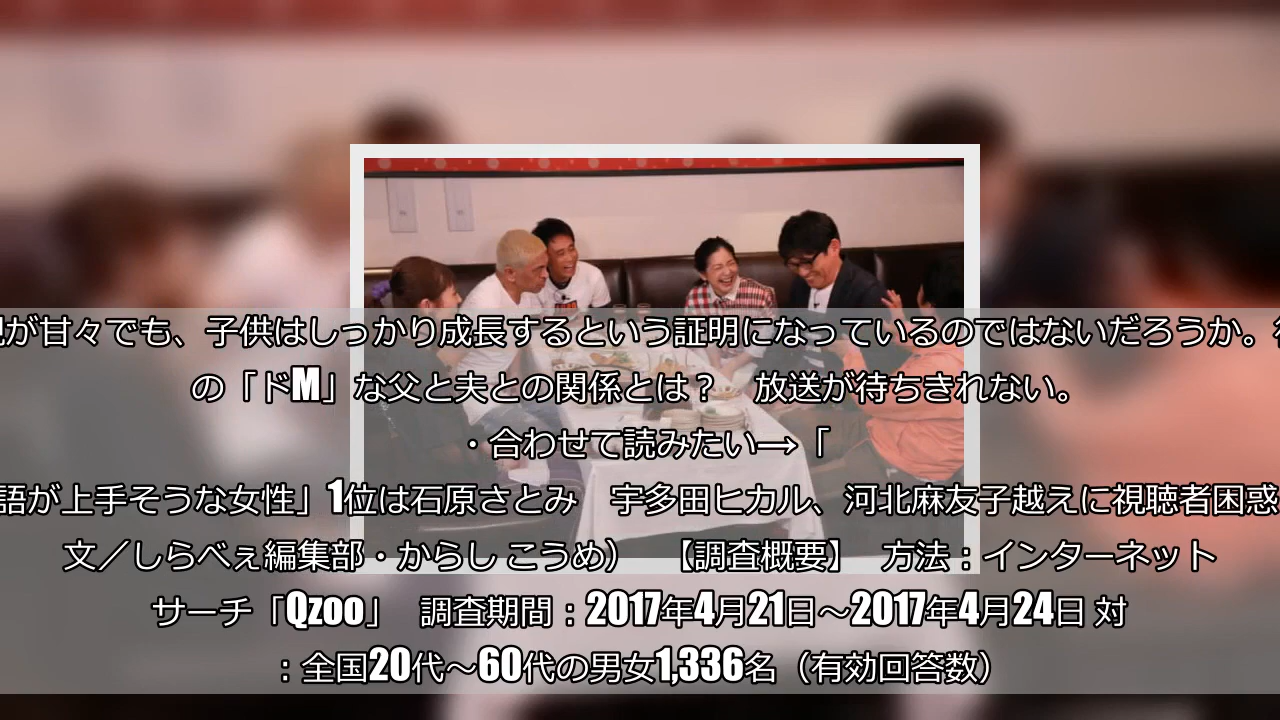 が甘々でも、子供はしっかり成長するという証明になっているのではないだろうか。
の「ドM」な父と夫との関係とは？　放送が待ちきれない。
・合わせて読みたい→「
語が上手そうな女性」1位は石原さとみ　宇多田ヒカル、河北麻友子越えに視聴者困惑
文／しらべぇ編集部・からし こうめ）　【調査概要】　方法：インターネット
サーチ「Qzoo」　調査期間：2017年4月21日～2017年4月24日 対
：全国20代～60代の男女1,336名（有効回答数）